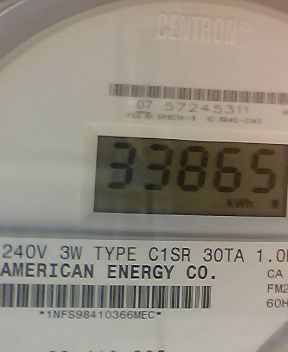 CENTRON
07 57245311
33865
kWh
240V 3W TYPE C1SR 30TA 1.0
AMERICAN ENERGY CO.
CA
FM2
60H
*1NFS98410366MEC*